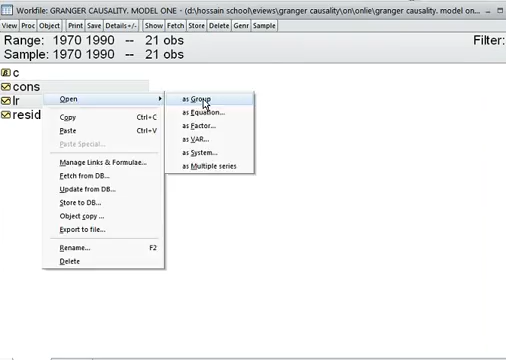 Workfile: GRANGER CAUSALITY. MODEL ONE - (d:\hossain school\eviews\granger causality\on\onlie\granger causality. model on...
View Proc Object Print Save Details+/- Show Fetch Store Delete Genr Sample
Range: 1970 1990 -- 21 obs Filter:
Sample: 1970 1990 -- 21 obs
c
cons
lr
resid
Open
Copy Ctrl+C
Paste Ctrl+V
Paste Special...
Manage Links & Formulae...
Fetch from DB...
Update from DB...
Store to DB...
Object copy ...
Export to file...
Rename... F2
Delete
as Group
as Equation...
as Factor...
as VAR...
as System...
as Multiple series